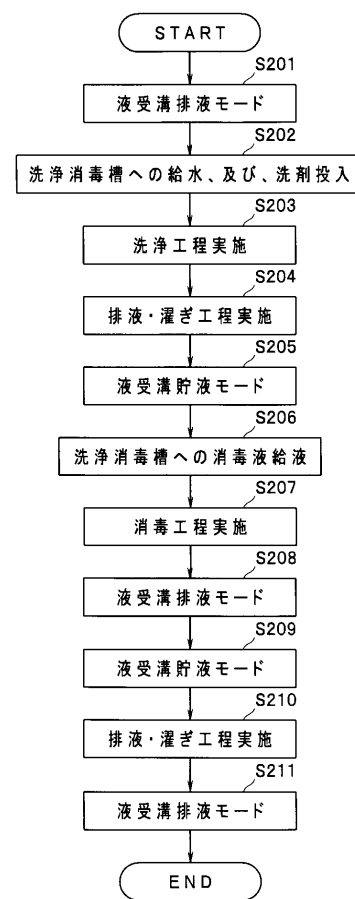 START
S201
液受溝排液モード
S202
洗浄消毒槽への給水、及び、洗剤投入
S203
洗浄工程実施
S204
排液・濯ぎ工程実施
S205
液受溝貯液モード
S206
洗浄消毒槽への消毒液給液
S207
消毒工程実施
S208
液受溝排液モード
S209
液受溝貯液モード
S210
排液・濯ぎ工程実施
S211
液受溝排液モード
END